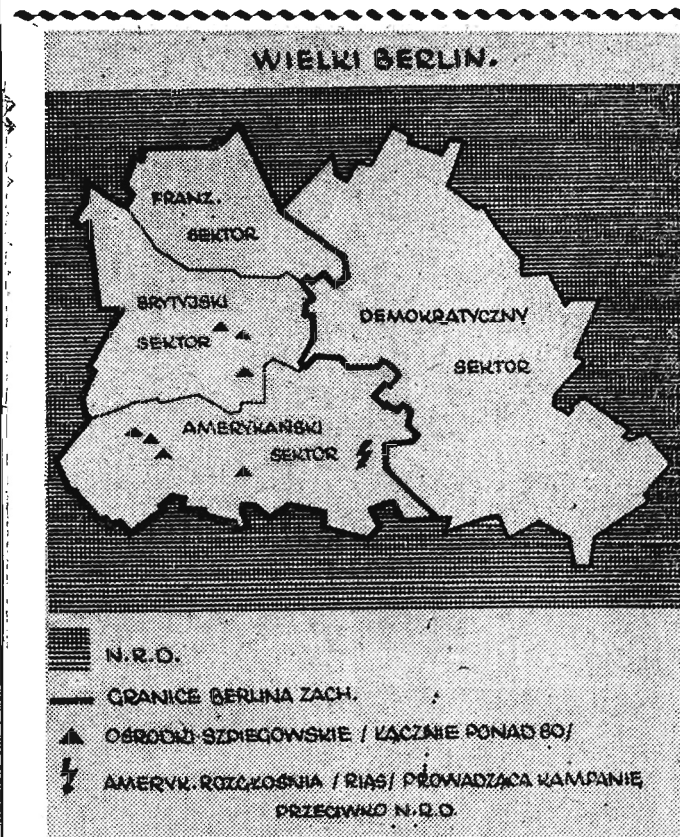 WIELKI BERLIN.
FRANZ.
SEKTOR
BRYTYJSKI
SEKTOR
DEMOKRATYCZNY
SEKTOR
AMERYKAŃSKI
SEKTOR
N.R.D.
GRANICE BERLINA ZACH.
OŚRODKI SZPIEGOWSKIE / ŁĄCZNIE PONAD 80/
AMERYK. ROZGŁOŚNIA / RIAS/ PROWADZĄCA KAMPANIĘ
PRZECIWKO N.R.D.